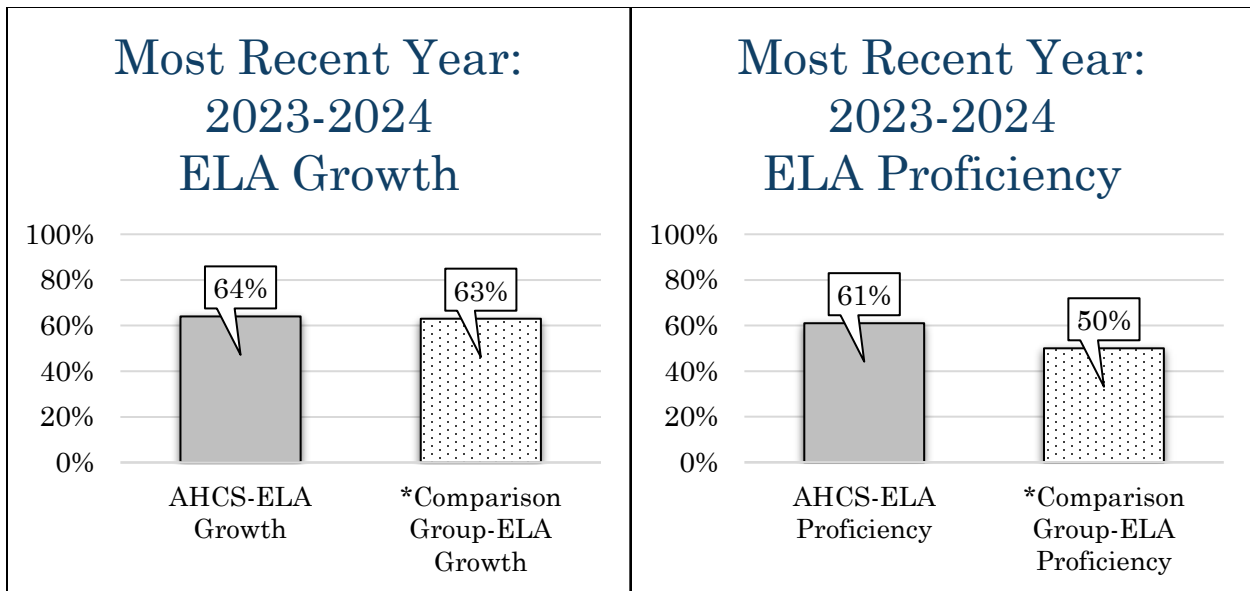 Most Recent Year:
2023-2024
ELA Growth
100%
80%
60%
40%
20%
0%
64%
63%
AHCS-ELA
Growth
*Comparison
Group-ELA
Growth
Most Recent Year:
2023-2024
ELA Proficiency
100%
80%
60%
40%
20%
0%
61%
50%
AHCS-ELA
Proficiency
*Comparison
Group-ELA
Proficiency